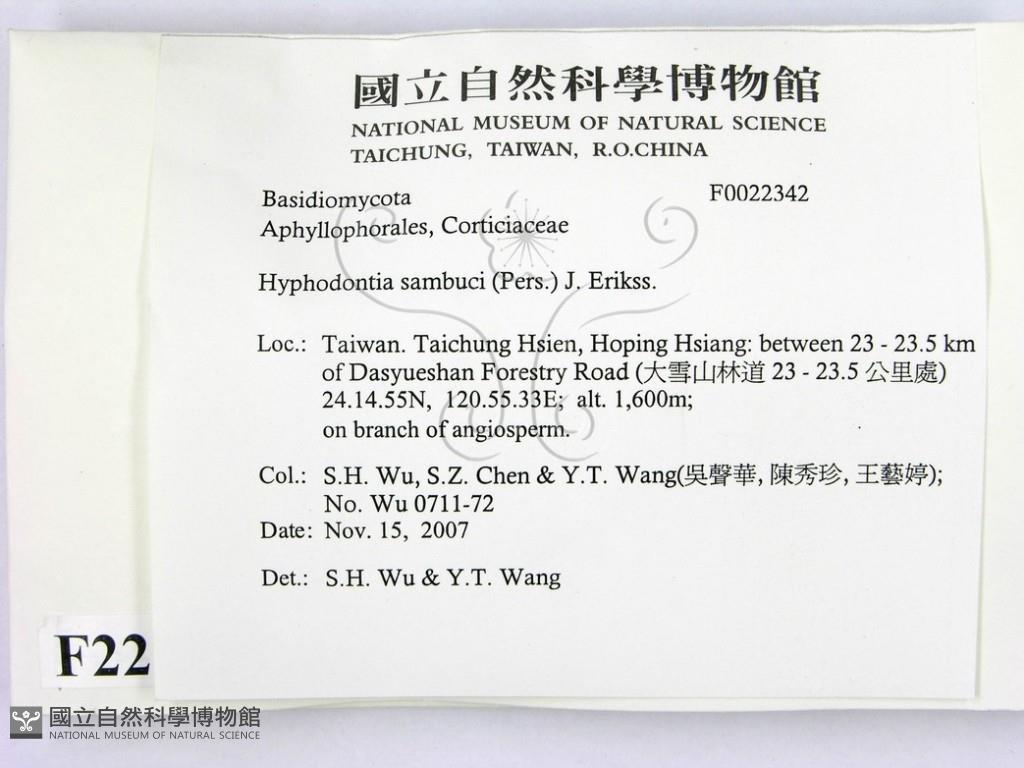 國立自然科學博物館
NATIONAL MUSEUM OF NATURAL SCIENCE
TAICHUNG, TAIWAN, R.O.CHINA
Basidiomycota F0022342
Aphyllophorales, Corticiaceae
Hyphodontia sambuci (Pers.) J. Erikss.
Loc.: Taiwan. Taichung Hsien, Hoping Hsiang: between 23 - 23.5 km
of Dasyueshan Forestry Road (大雪山林道 23 - 23.5 公里處)
24.14.55N, 120.55.33E; alt. 1,600m;
on branch of angiosperm.
Col.: S.H. Wu, S.Z. Chen & Y.T. Wang(吳聲華, 陳秀珍, 王藝婷);
No. Wu 0711-72
Date: Nov. 15, 2007
Det.: S.H. Wu & Y.T. Wang
F22
國立自然科學博物館
NATIONAL MUSEUM OF NATURAL SCIENCE